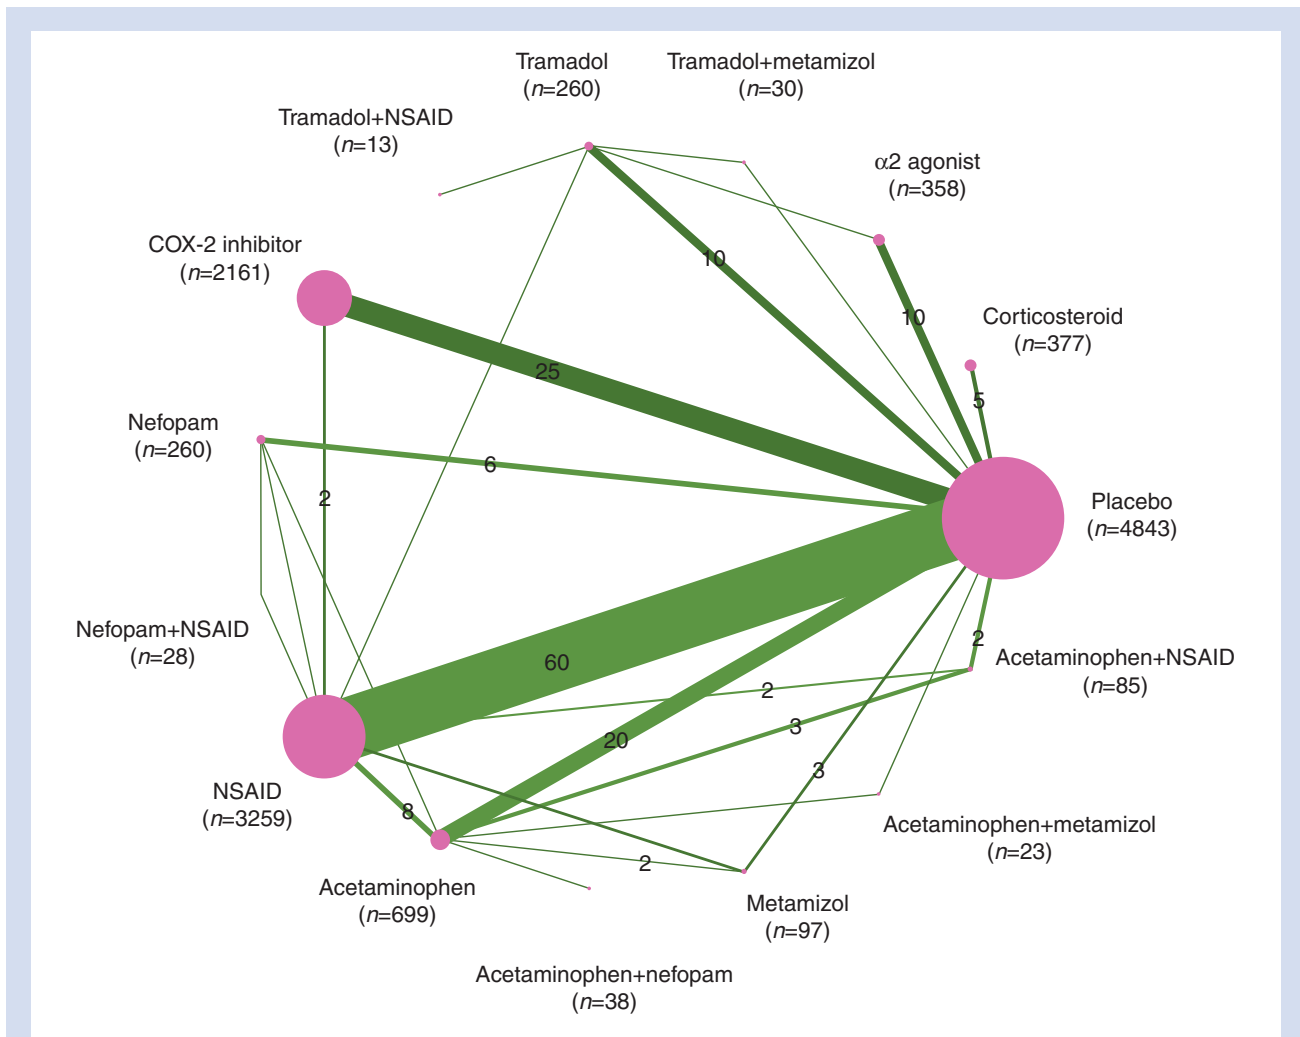 Tramadol
(n=260)
Tramadol+metamizol
(n=30)
Tramadol+NSAID
(n=13)
α2 agonist
(n=358)
COX-2 inhibitor
(n=2161)
10
10
Corticosteroid
(n=377)
25
5
Nefopam
(n=260)
6
2
Placebo
(n=4843)
Nefopam+NSAID
(n=28)
60
2
Acetaminophen+NSAID
(n=85)
2
3
20
3
NSAID
(n=3259)
8
Acetaminophen+metamizol
(n=23)
2
Acetaminophen
(n=699)
Metamizol
(n=97)
Acetaminophen+nefopam
(n=38)